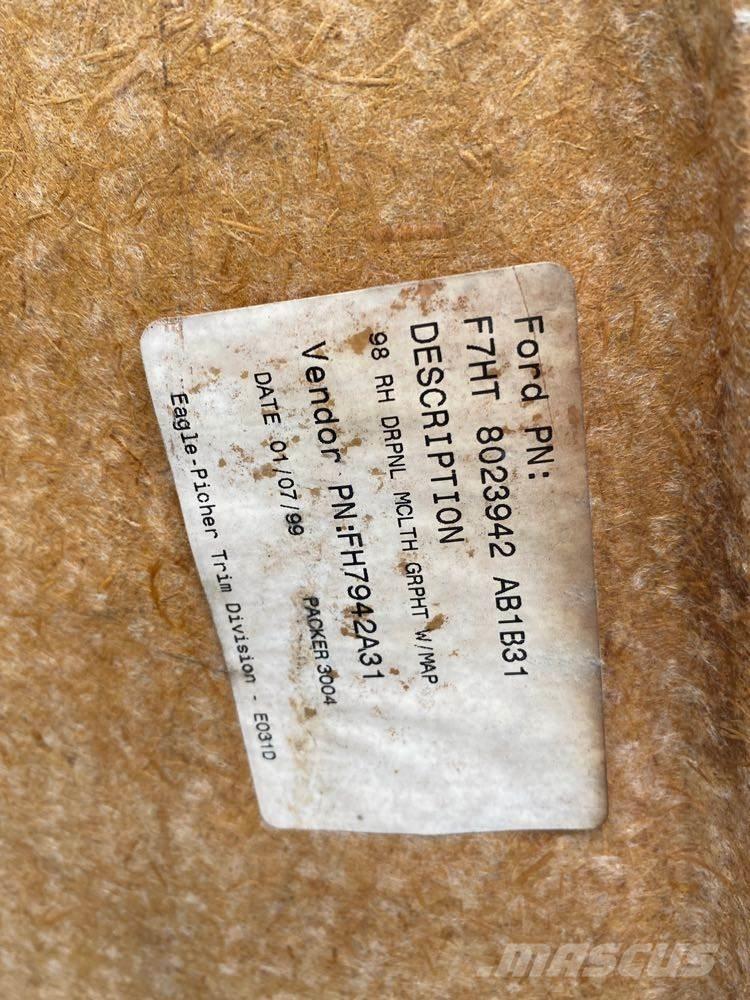 Ford PN:
F7HT 8023942 AB1B31
DESCRIPTION
98 RH DRPNL MCLTH GRPHT W/MAP
Vendor PN:FH7942A31
DATE 01/07/99 PACKER 3004
Eagle-Picher Trim Division - E031D
MASCUS